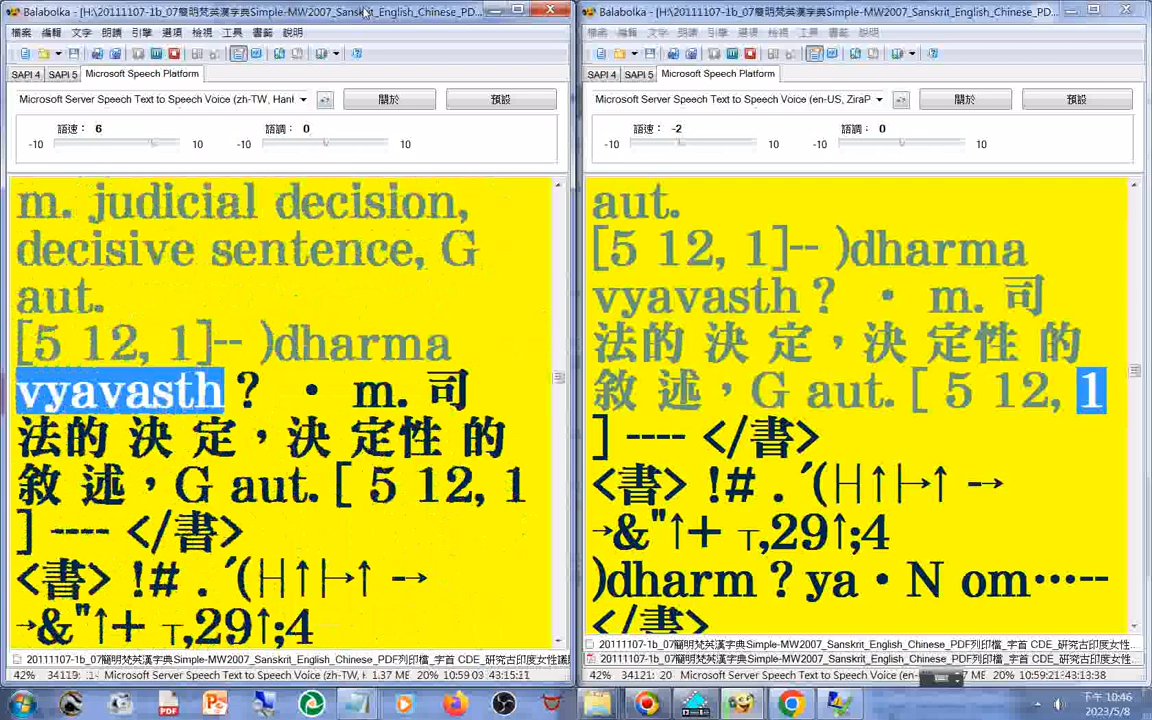 Balabolka - [H:\20111107-1b_07簡明梵英漢字典Simple-MW2007_Sanskrit_English_Chinese_PD...
檔案 編輯 文字 朗讀 引擎 選項 檢視 工具 書籤 說明
SAPI 4 SAPI 5 Microsoft Speech Platform
Microsoft Server Speech Text to Speech Voice (zh-TW, Han 關於 預設
語速： 6 語調： 0
-10 10 -10 10
m. judicial decision,
decisive sentence, G
aut.
[5 12, 1]-- )dharma
vyavasth？ ・ m. 司
法的 決 定，決 定性 的
敘 述，G aut. [ 5 12, 1
] ---- </書>
<書> !# . ˊ(├↑├→↑ →
→&"↑+ ┬,29↑;4
20111107-1b_07簡明梵英漢字典Simple-MW2007_Sanskrit_English_Chinese_PDF列印檔_字首 CDE_研究古印度女性議
42% 34119: Microsoft Server Speech Text to Speech Voice (zh-TW, H 1.37 MB 20% 10:59:03 43:15:21
Balabolka - [H:\20111107-1b_07簡明梵英漢字典Simple-MW2007_Sanskrit_English_Chinese_PD...
檔案 編輯 文字 朗讀 引擎 選項 檢視 工具 書籤 說明
SAPI 4 SAPI 5 Microsoft Speech Platform
Microsoft Server Speech Text to Speech Voice (en-US, ZiraP 關於 預設
語速： -2 語調： 0
-10 10 -10 10
aut.
[5 12, 1]-- )dharma
vyavasth？ ・ m. 司
法的 決 定，決 定性 的
敘 述，G aut. [ 5 12, 1
] ---- </書>
<書> !# . ˊ(├↑├→↑ →
→&"↑+ ┬,29↑;4
)dharm？ya・N om…--
</書>
20111107-1b_07簡明梵英漢字典Simple-MW2007_Sanskrit_English_Chinese_PDF列印檔_字首 CDE_研究古印度女性
20111107-1b_07簡明梵英漢字典Simple-MW2007_Sanskrit_English_Chinese_PDF列印檔_字首 CDE_研究古印度女性...
42% 34121: 20 Microsoft Server Speech Text to Speech Voice (en-US, 20% 10:59:21 43:13:38
下午 10:46
2023/5/8